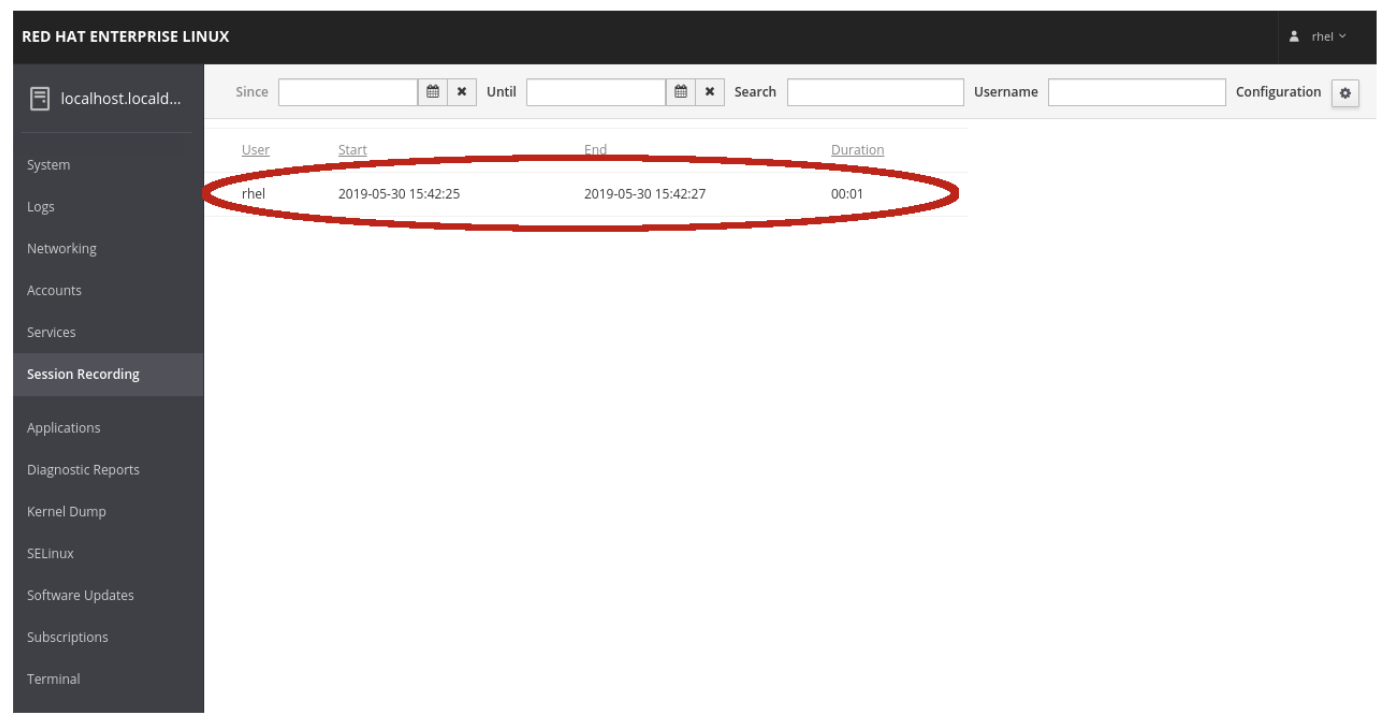 RED HAT ENTERPRISE LINUX rhel
localhost.locald... Since Until Search Username Configuration
User Start End Duration
System
rhel 2019-05-30 15:42:25 2019-05-30 15:42:27 00:01
Logs
Networking
Accounts
Services
Session Recording
Applications
Diagnostic Reports
Kernel Dump
SELinux
Software Updates
Subscriptions
Terminal